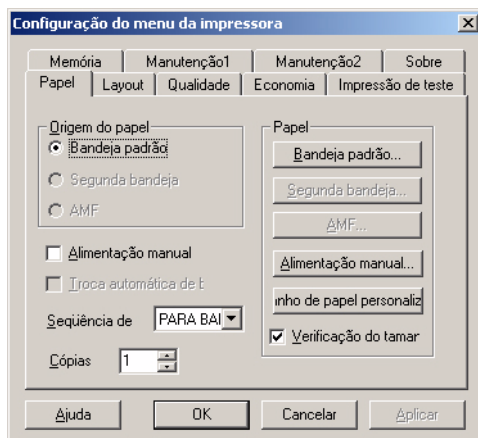 Configuração do menu da impressora
Memória Manutenção1 Manutenção2 Sobre
Papel Layout Qualidade Economia Impressão de teste
Origem do papel
Bandeja padrão
Segunda bandeja
AMF
Alimentação manual
Troca automática de b
Seqüência de PARA BAI
Cópias 1
Papel
Bandeja padrão...
Segunda bandeja...
AMF...
Alimentação manual...
nho de papel personaliz
Verificação do tamar
Ajuda OK Cancelar Aplicar